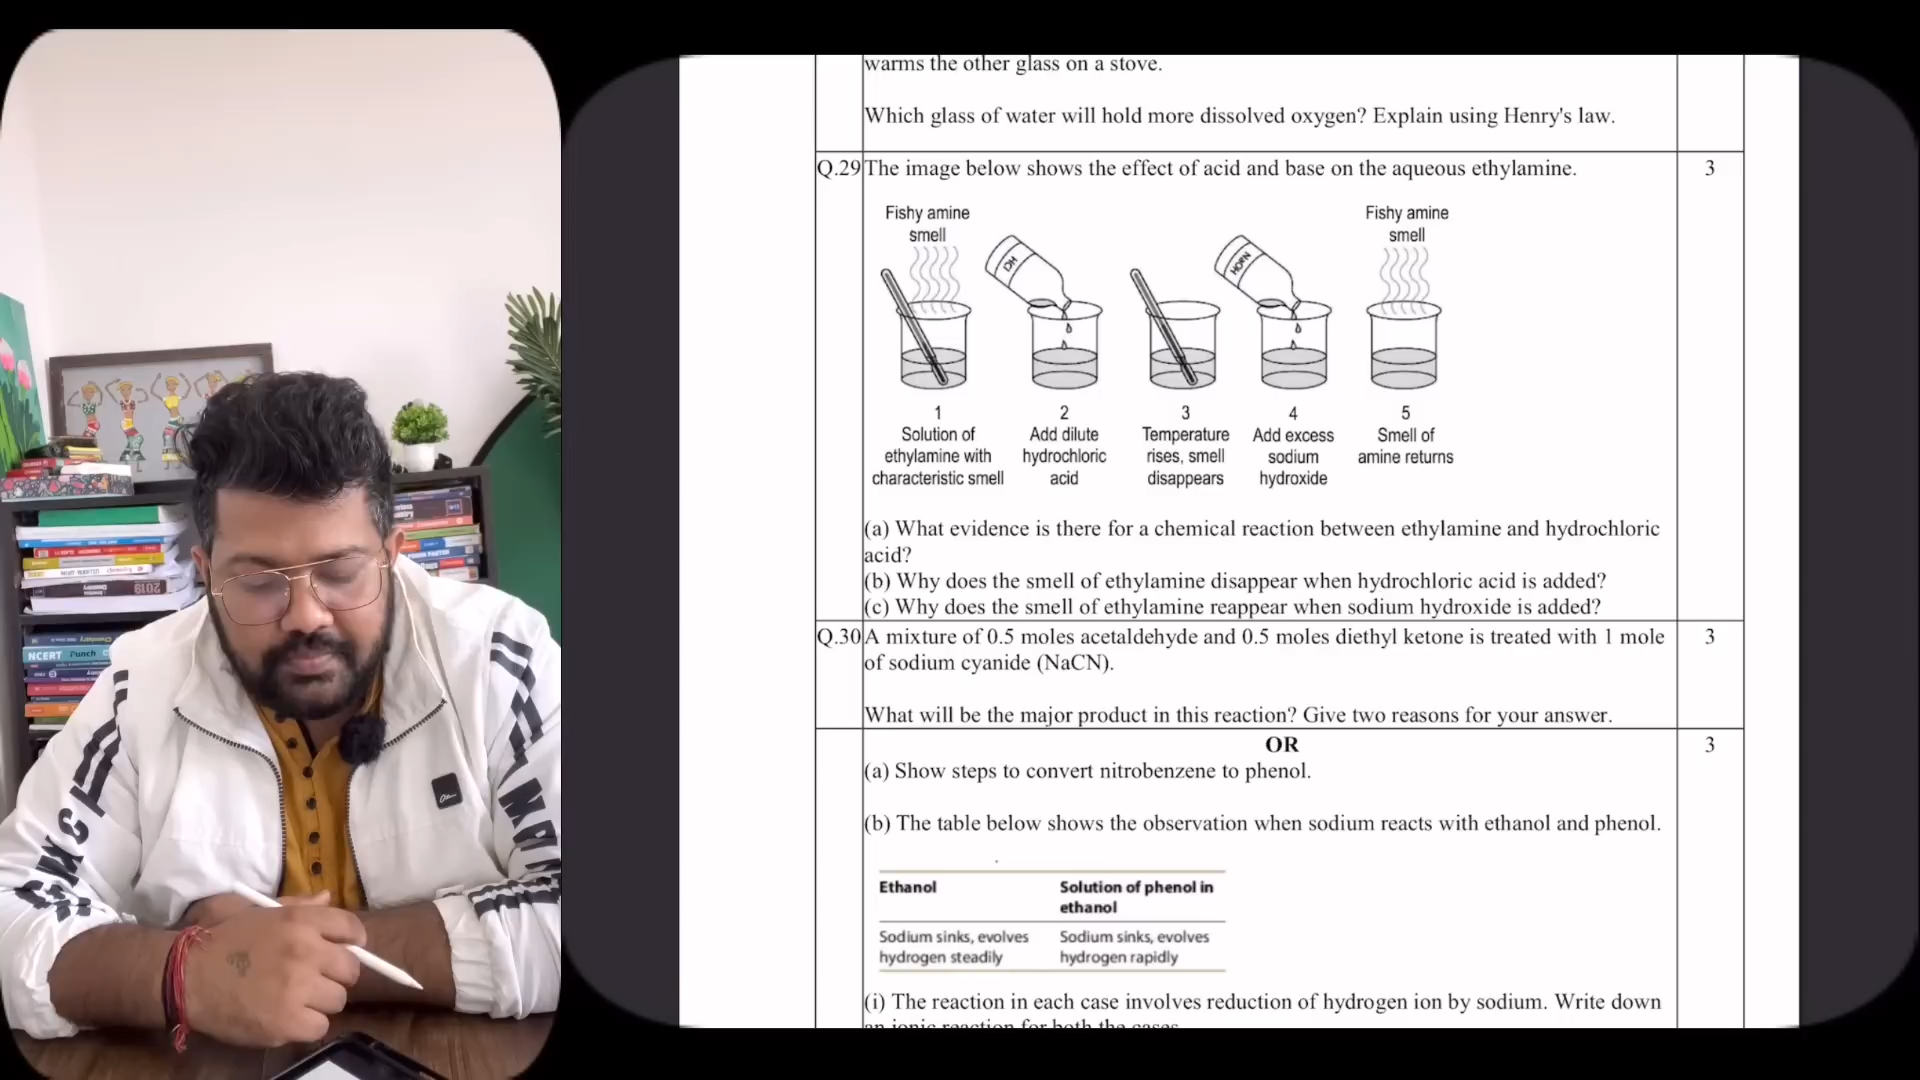 warms the other glass on a stove.
Which glass of water will hold more dissolved oxygen? Explain using Henry's law.
Q.29 The image below shows the effect of acid and base on the aqueous ethylamine. 3
Fishy amine
smell
Fishy amine
smell
HCl
NaOH
1
Solution of
ethylamine with
characteristic smell
2
Add dilute
hydrochloric
acid
3
Temperature
rises, smell
disappears
4
Add excess
sodium
hydroxide
5
Smell of
amine returns
(a) What evidence is there for a chemical reaction between ethylamine and hydrochloric
acid?
(b) Why does the smell of ethylamine disappear when hydrochloric acid is added?
(c) Why does the smell of ethylamine reappear when sodium hydroxide is added?
Q.30 A mixture of 0.5 moles acetaldehyde and 0.5 moles diethyl ketone is treated with 1 mole 3
of sodium cyanide (NaCN).
What will be the major product in this reaction? Give two reasons for your answer.
OR 3
(a) Show steps to convert nitrobenzene to phenol.
(b) The table below shows the observation when sodium reacts with ethanol and phenol.
Ethanol
Solution of phenol in
ethanol
Sodium sinks, evolves
hydrogen steadily
Sodium sinks, evolves
hydrogen rapidly
(i) The reaction in each case involves reduction of hydrogen ion by sodium. Write down
an ionic reaction for both the cases.
NCERT Punch